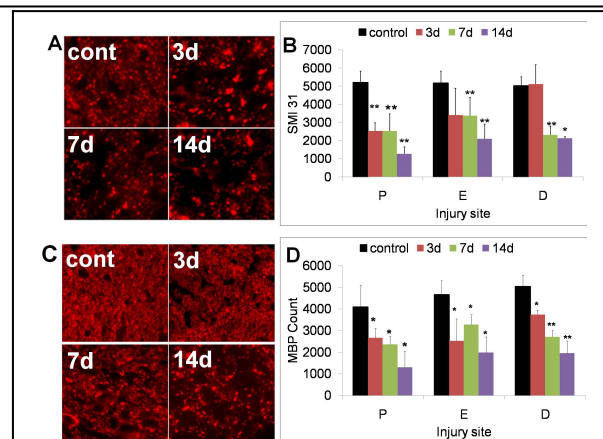 A
cont
3d
7d
14d
B
control 3d 7d 14d
7000
6000
5000
4000
3000
2000
1000
0
SMI 31
** ** **
** **
** *
P E D
Injury site
C
cont
3d
7d
14d
D
control 3d 7d 14d
6000
5000
4000
3000
2000
1000
0
MBP Count
* * *
* * *
* ** **
P E D
Injury site